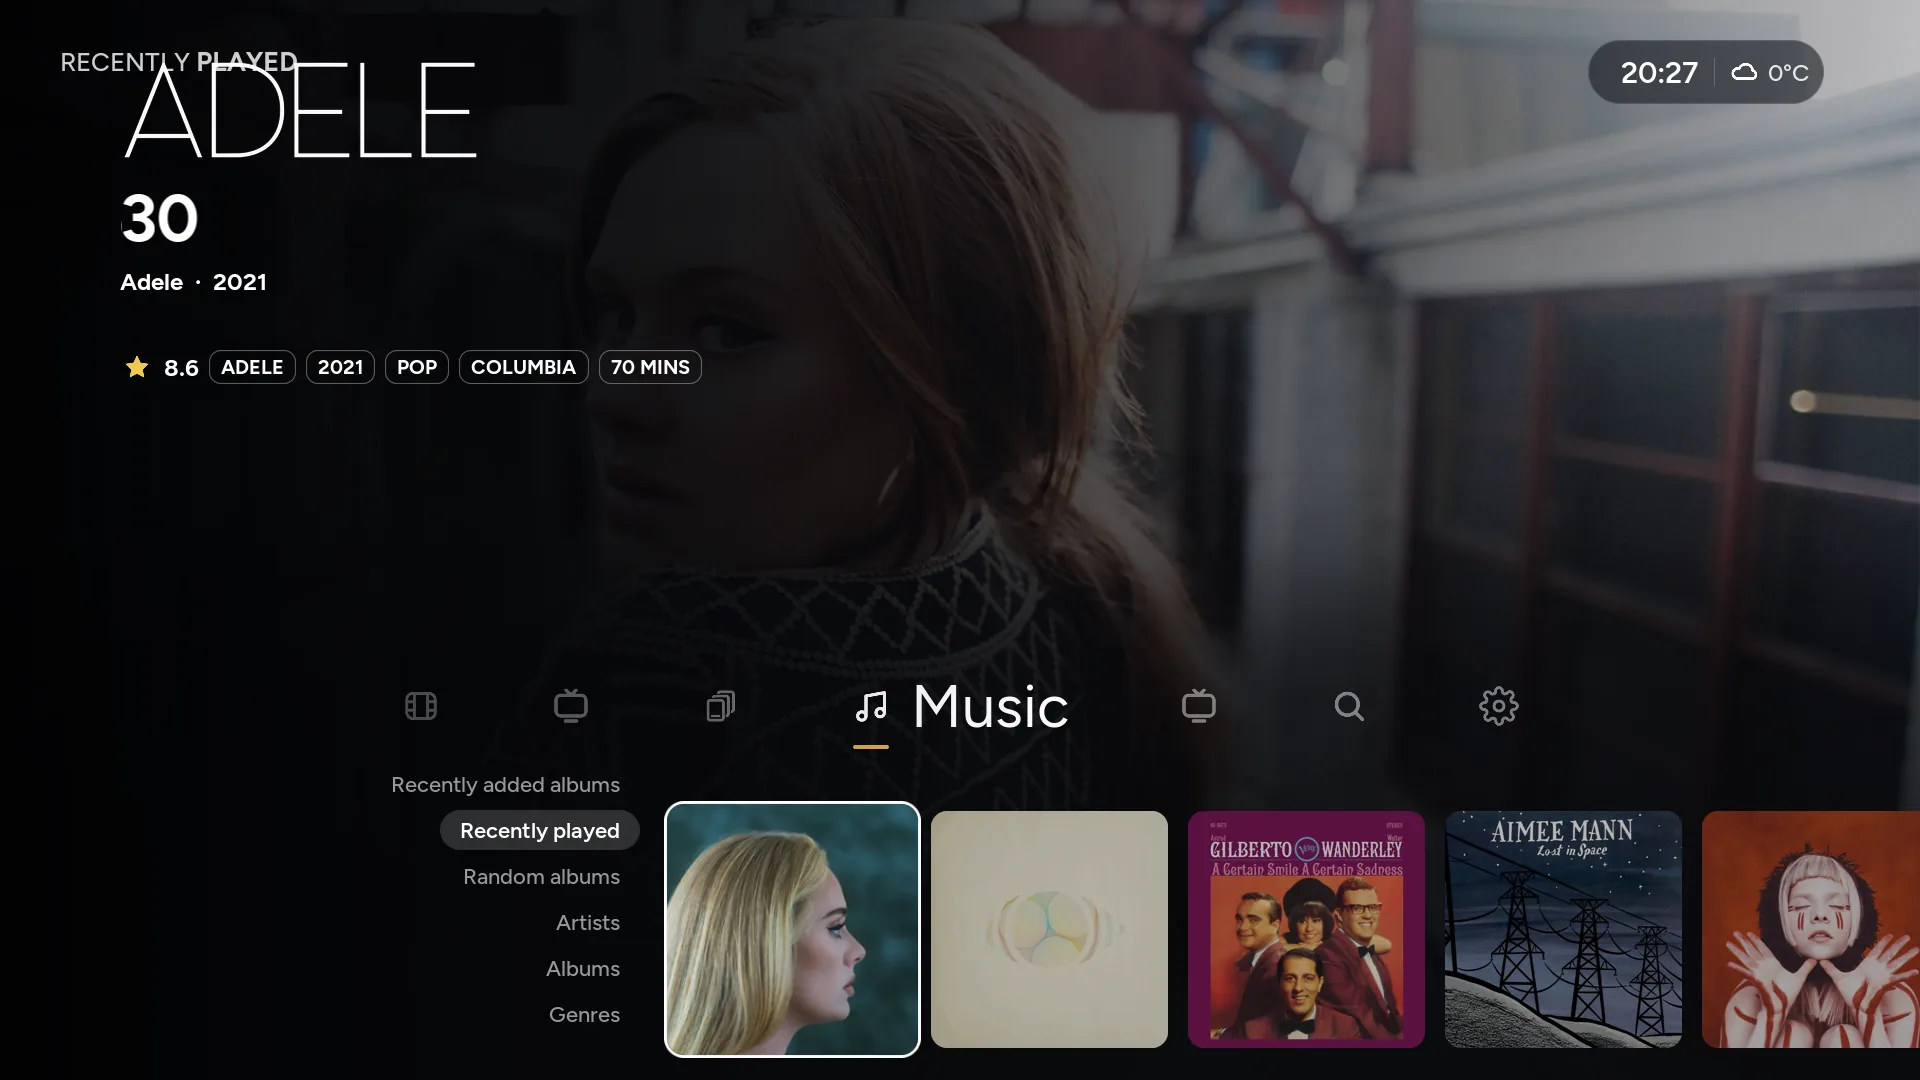 RECENTLY PLAYED
ADELE
30
Adele · 2021
8.6 ADELE 2021 POP COLUMBIA 70 MINS
20:27 0°C
Music
Recently added albums
Recently played
Random albums
Artists
Albums
Genres
GILBERTO Verve WANDERLEY
A Certain Smile A Certain Sadness
AIMEE MANN
Lost in Space